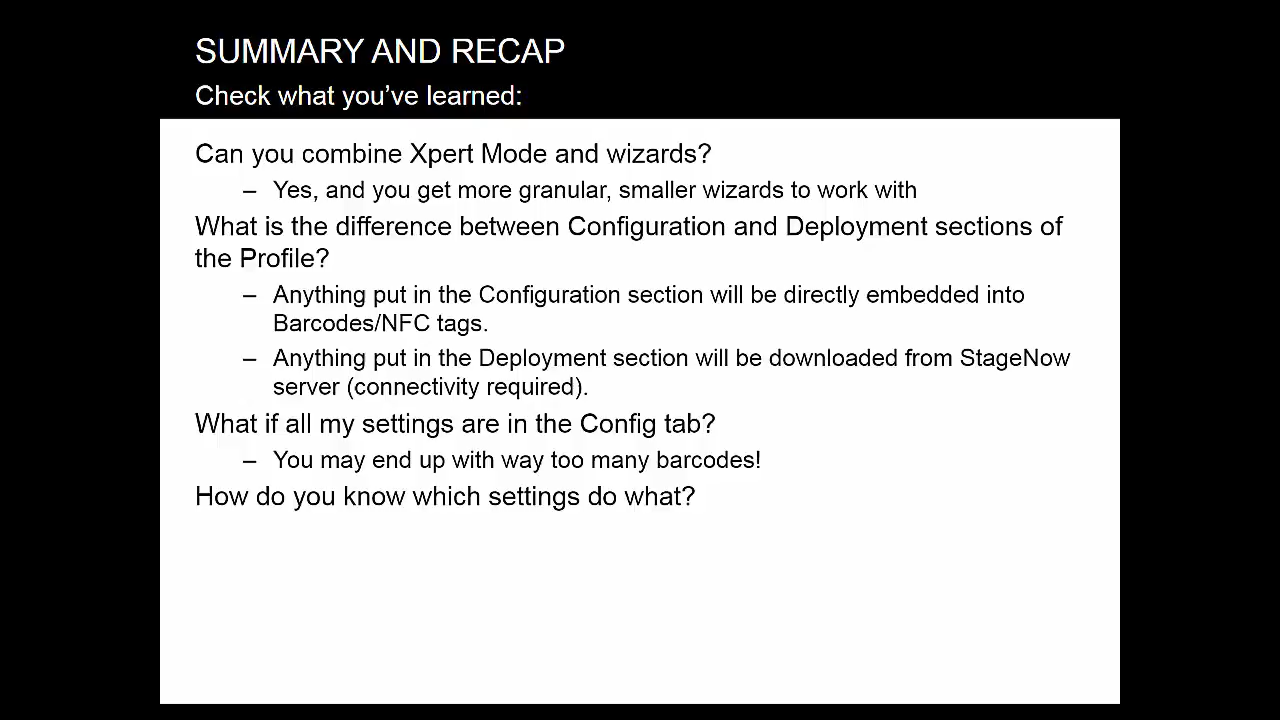 SUMMARY AND RECAP
Check what you’ve learned:
Can you combine Xpert Mode and wizards?
– Yes, and you get more granular, smaller wizards to work with
What is the difference between Configuration and Deployment sections of
the Profile?
– Anything put in the Configuration section will be directly embedded into
Barcodes/NFC tags.
– Anything put in the Deployment section will be downloaded from StageNow
server (connectivity required).
What if all my settings are in the Config tab?
– You may end up with way too many barcodes!
How do you know which settings do what?